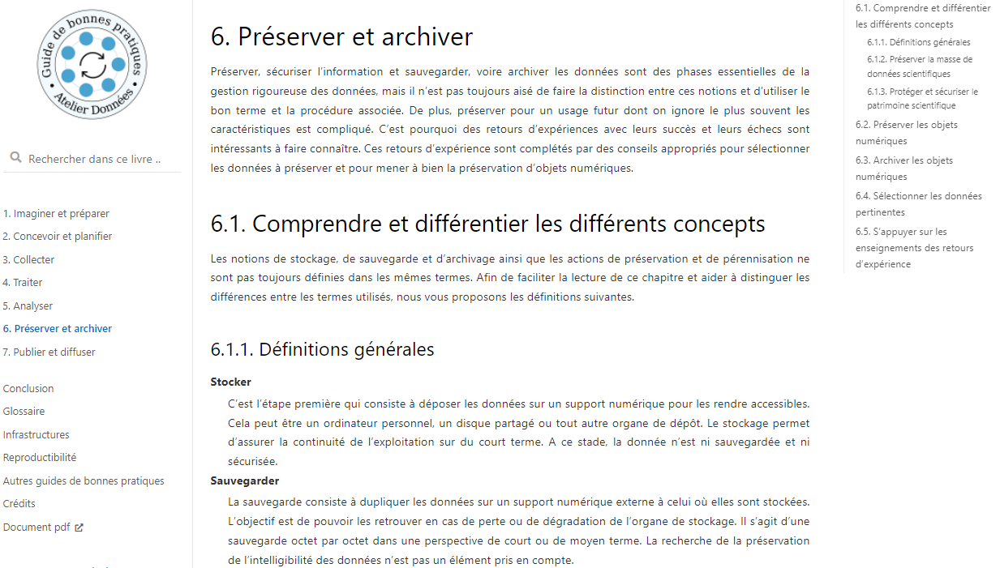 Guide de bonnes pratiques
Atelier Données
Rechercher dans ce livre ..
1. Imaginer et préparer
2. Concevoir et planifier
3. Collecter
4. Traiter
5. Analyser
6. Préserver et archiver
7. Publier et diffuser
Conclusion
Glossaire
Infrastructures
Reproductibilité
Autres guides de bonnes pratiques
Crédits
Document pdf
6. Préserver et archiver
Préserver, sécuriser l’information et sauvegarder, voire archiver les données sont des phases essentielles de la
gestion rigoureuse des données, mais il n’est pas toujours aisé de faire la distinction entre ces notions et d’utiliser le
bon terme et la procédure associée. De plus, préserver pour un usage futur dont on ignore le plus souvent les
caractéristiques est compliqué. C’est pourquoi des retours d’expériences avec leurs succès et leurs échecs sont
intéressants à faire connaître. Ces retours d’expérience sont complétés par des conseils appropriés pour sélectionner
les données à préserver et pour mener à bien la préservation d’objets numériques.
6.1. Comprendre et différentier les différents concepts
Les notions de stockage, de sauvegarde et d’archivage ainsi que les actions de préservation et de pérennisation ne
sont pas toujours définies dans les mêmes termes. Afin de faciliter la lecture de ce chapitre et aider à distinguer les
différences entre les termes utilisés, nous vous proposons les définitions suivantes.
6.1.1. Définitions générales
Stocker
C’est l’étape première qui consiste à déposer les données sur un support numérique pour les rendre accessibles.
Cela peut être un ordinateur personnel, un disque partagé ou tout autre organe de dépôt. Le stockage permet
d’assurer la continuité de l’exploitation sur du court terme. A ce stade, la donnée n’est ni sauvegardée et ni
sécurisée.
Sauvegarder
La sauvegarde consiste à dupliquer les données sur un support numérique externe à celui où elles sont stockées.
L’objectif est de pouvoir les retrouver en cas de perte ou de dégradation de l’organe de stockage. Il s’agit d’une
sauvegarde octet par octet dans une perspective de court ou de moyen terme. La recherche de la préservation
de l’intelligibilité des données n’est pas un élément pris en compte.
6.1. Comprendre et différentier
les différents concepts
6.1.1. Définitions générales
6.1.2. Préserver la masse de
données scientifiques
6.1.3. Protéger et sécuriser le
patrimoine scientifique
6.2. Préserver les objets
numériques
6.3. Archiver les objets
numériques
6.4. Sélectionner les données
pertinentes
6.5. S’appuyer sur les
enseignements des retours
d’expérience